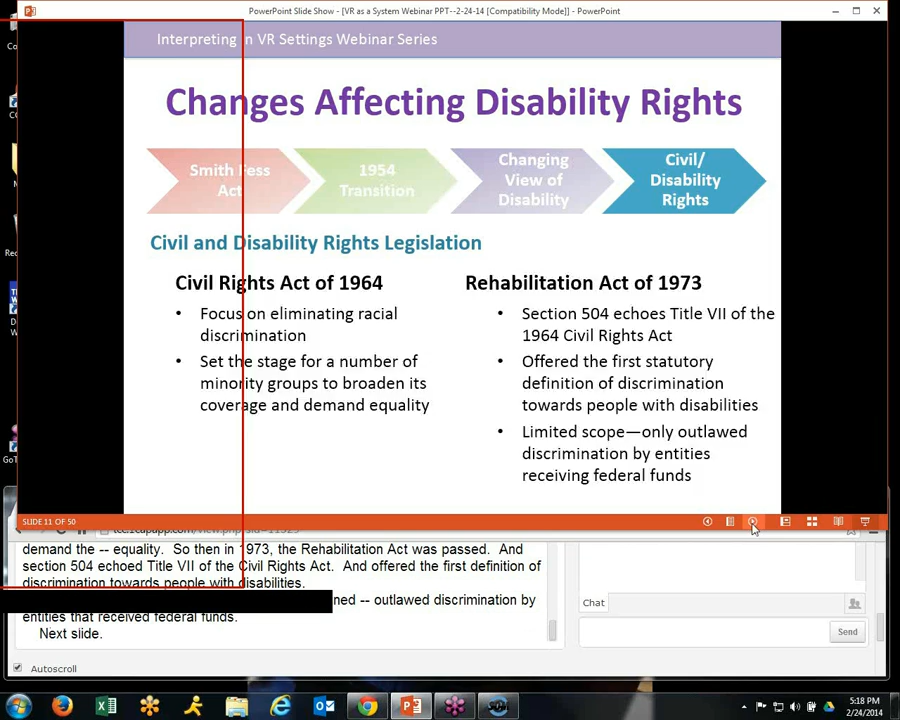 PowerPoint Slide Show - [VR as a System Webinar PPT--2-24-14 [Compatibility Mode]] - PowerPoint
Interpreting in VR Settings Webinar Series
Changes Affecting Disability Rights
Smith Fess
Act
1954
Transition
Changing
View of
Disability
Civil/
Disability
Rights
Civil and Disability Rights Legislation
Civil Rights Act of 1964
• Focus on eliminating racial
discrimination
• Set the stage for a number of
minority groups to broaden its
coverage and demand equality
Rehabilitation Act of 1973
• Section 504 echoes Title VII of the
1964 Civil Rights Act
• Offered the first statutory
definition of discrimination
towards people with disabilities
• Limited scope—only outlawed
discrimination by entities
receiving federal funds
SLIDE 11 OF 50
demand the -- equality. So then in 1973, the Rehabilitation Act was passed. And
section 504 echoed Title VII of the Civil Rights Act. And offered the first definition of
discrimination towards people with disabilities.
ned -- outlawed discrimination by
entities that received federal funds.
Next slide.
Autoscroll
Chat
Send
5:18 PM
2/24/2014